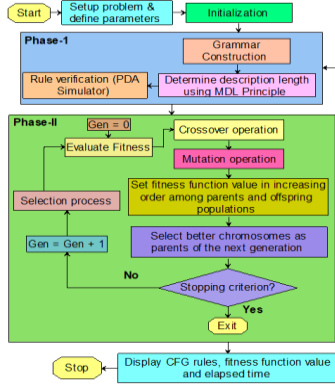 Start
Setup problem &
define parameters
Initialization
Phase-1
Grammar
Construction
Rule verification (PDA
Simulator)
Determine description length
using MDL Principle
Phase-II
Gen = 0
Crossover operation
Evaluate Fitness
Mutation operation
Set fitness function value in increasing
order among parents and offspring
populations
Selection process
Select better chromosomes as
parents of the next generation
Gen = Gen + 1
No
Stopping criterion?
Yes
Exit
Stop
Display CFG rules, fitness function value
and elapsed time